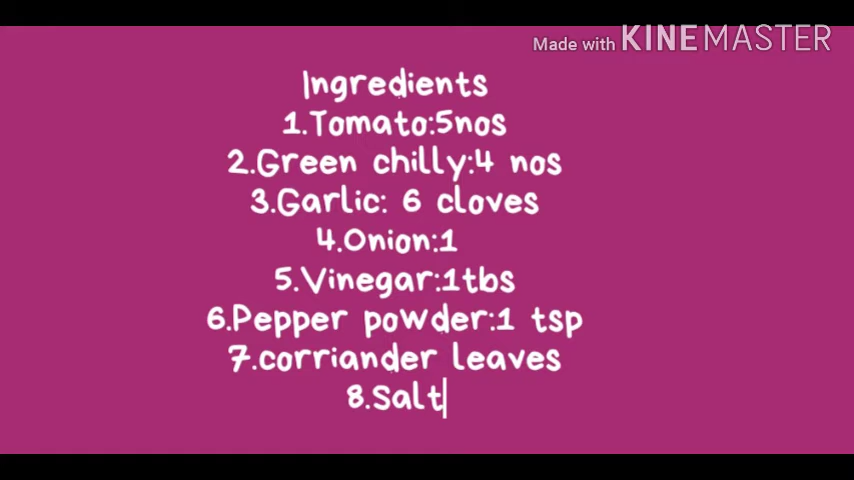 Made with KINEMASTER
Ingredients
1.Tomato:5nos
2.Green chilly:4 nos
3.Garlic: 6 cloves
4.Onion:1
5.Vinegar:1tbs
6.Pepper powder:1 tsp
7.corriander leaves
8.Salt